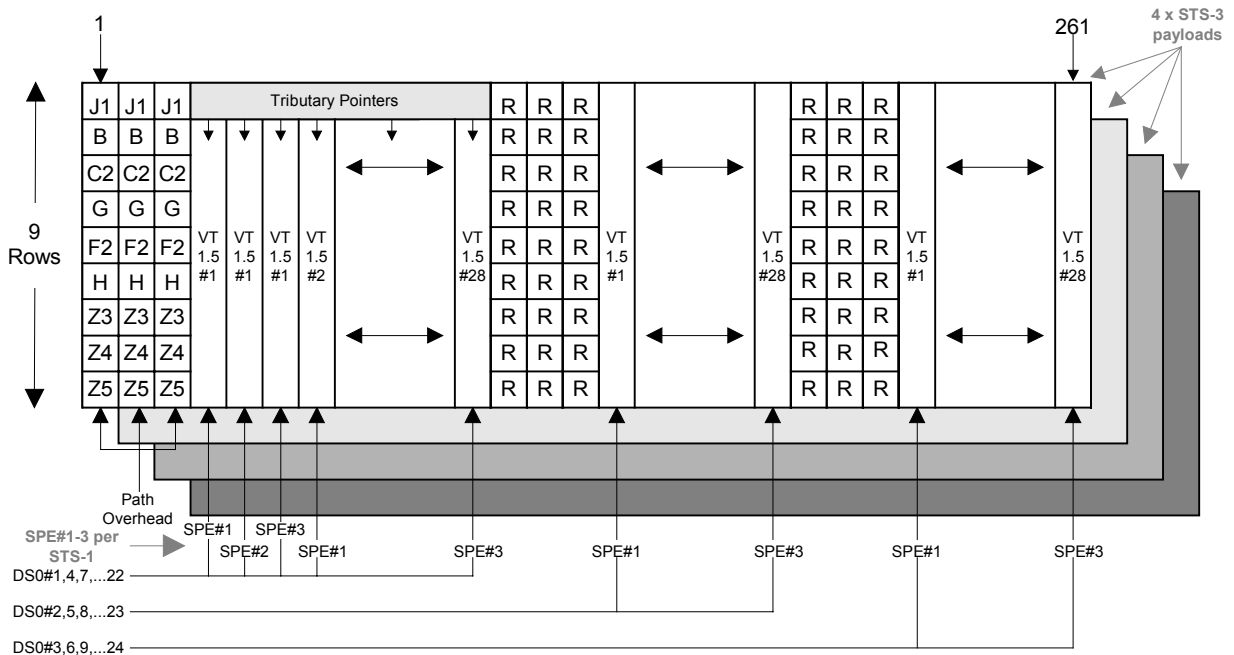 1
261
4 x STS-3
payloads
J1 J1 J1 Tributary Pointers R R R R R R
B B B R R R R R R
C2 C2 C2 R R R R R R
G G G R R R R R R
F2 F2 F2 R R R R R R
H H H R R R R R R
Z3 Z3 Z3 R R R R R R
Z4 Z4 Z4 R R R R R R
Z5 Z5 Z5 R R R R R R
9
Rows
VT
1.5
#1
VT
1.5
#1
VT
1.5
#1
VT
1.5
#2
VT
1.5
#28
VT
1.5
#1
VT
1.5
#28
VT
1.5
#1
VT
1.5
#28
Path
Overhead
SPE#1-3 per
STS-1
SPE#1
SPE#2
SPE#3
SPE#1
SPE#3
SPE#1
SPE#3
SPE#1
SPE#3
DS0#1,4,7,...22
DS0#2,5,8,...23
DS0#3,6,9,...24